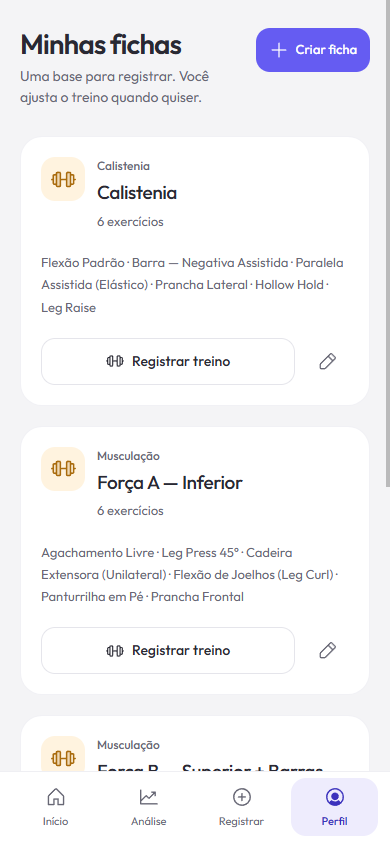 Minhas fichas
Criar ficha
Uma base para registrar. Você
ajusta o treino quando quiser.
Calistenia
Calistenia
6 exercícios
Flexão Padrão · Barra — Negativa Assistida · Paralela
Assistida (Elástico) · Prancha Lateral · Hollow Hold ·
Leg Raise
Registrar treino
Musculação
Força A — Inferior
6 exercícios
Agachamento Livre · Leg Press 45° · Cadeira
Extensora (Unilateral) · Flexão de Joelhos (Leg Curl) ·
Panturrilha em Pé · Prancha Frontal
Registrar treino
Musculação
Força B — Superior + Barras
Início
Análise
Registrar
Perfil